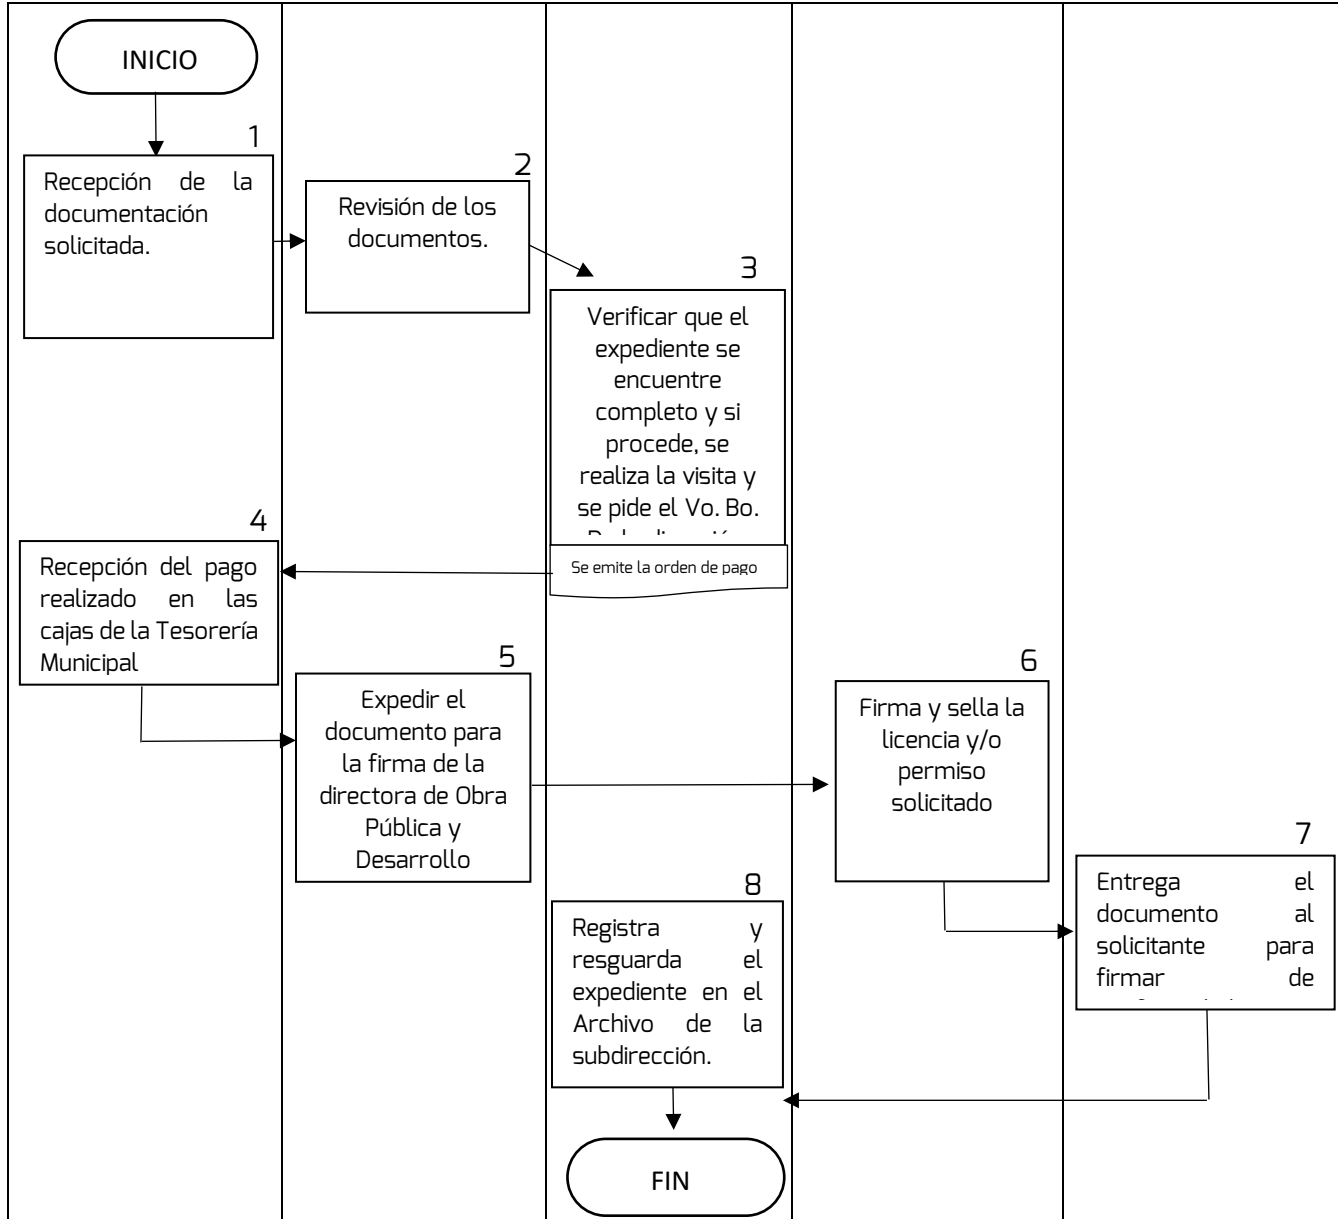 INICIO
1
Recepción de la
documentación
solicitada.
2
Revisión de los
documentos.
3
Verificar que el
expediente se
encuentre
completo y si
procede, se
realiza la visita y
se pide el Vo. Bo.
Se emite la orden de pago
4
Recepción del pago
realizado en las
cajas de la Tesorería
Municipal
5
Expedir el
documento para
la firma de la
directora de Obra
Pública y
Desarrollo
6
Firma y sella la
licencia y/o
permiso
solicitado
7
Entrega el
documento al
solicitante para
firmar de
8
Registra y
resguarda el
expediente en el
Archivo de la
subdirección.
FIN